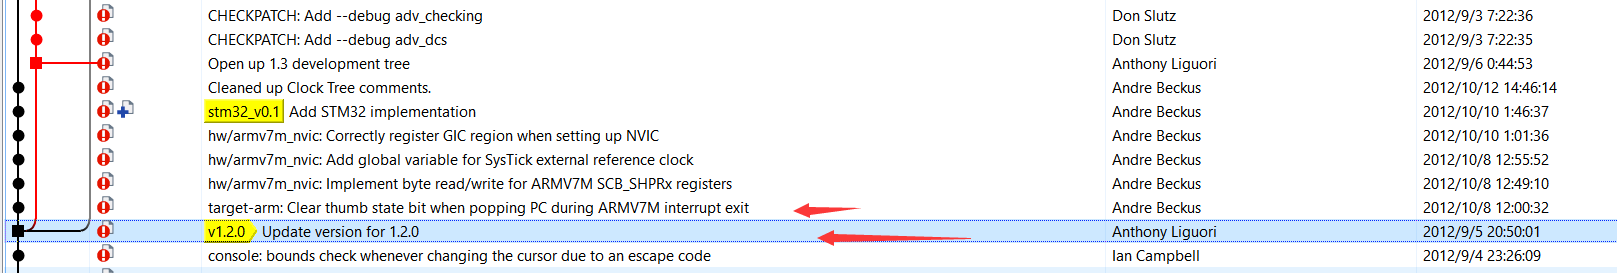 CHECKPATCH: Add --debug adv_checking Don Slutz 2012/9/3 7:22:36
CHECKPATCH: Add --debug adv_dcs Don Slutz 2012/9/3 7:22:35
Open up 1.3 development tree Anthony Liguori 2012/9/6 0:44:53
Cleaned up Clock Tree comments. Andre Beckus 2012/10/12 14:46:14
stm32_v0.1 Add STM32 implementation Andre Beckus 2012/10/10 1:46:37
hw/armv7m_nvic: Correctly register GIC region when setting up NVIC Andre Beckus 2012/10/10 1:01:36
hw/armv7m_nvic: Add global variable for SysTick external reference clock Andre Beckus 2012/10/8 12:55:52
hw/armv7m_nvic: Implement byte read/write for ARMV7M SCB_SHPRx registers Andre Beckus 2012/10/8 12:49:10
target-arm: Clear thumb state bit when popping PC during ARMV7M interrupt exit Andre Beckus 2012/10/8 12:00:32
v1.2.0 Update version for 1.2.0 Anthony Liguori 2012/9/5 20:50:01
console: bounds check whenever changing the cursor due to an escape code Ian Campbell 2012/9/4 23:26:09